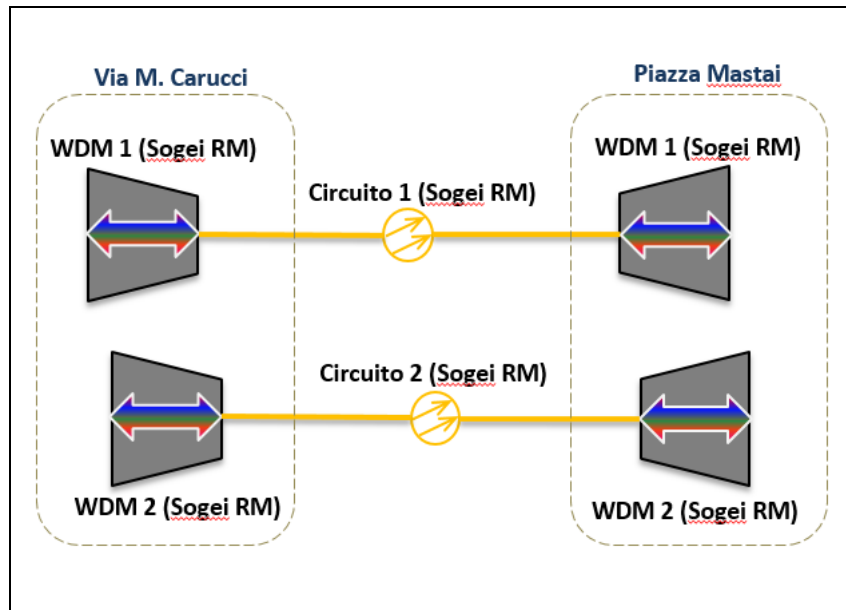 Via M. Carucci
Piazza Mastai
WDM 1 (Sogei RM)
WDM 1 (Sogei RM)
Circuito 1 (Sogei RM)
Circuito 2 (Sogei RM)
WDM 2 (Sogei RM)
WDM 2 (Sogei RM)